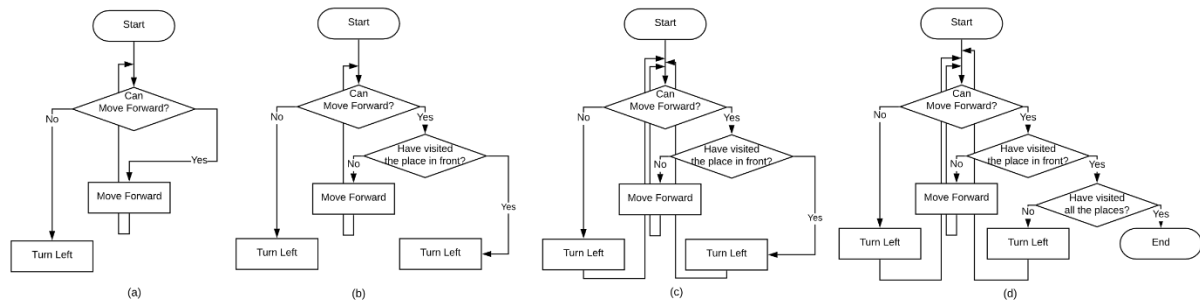 Start
Can
Move Forward?
No
Yes
Move Forward
Turn Left
(a)
Start
Can
Move Forward?
No
Yes
Have visited
the place in front?
No
Yes
Move Forward
Turn Left
Turn Left
(b)
Start
Can
Move Forward?
No
Yes
Have visited
the place in front?
No
Yes
Move Forward
Turn Left
Turn Left
(c)
Start
Can
Move Forward?
No
Yes
Have visited
the place in front?
No
Yes
Move Forward
Have visited
all the places?
No
Yes
Turn Left
Turn Left
End
(d)